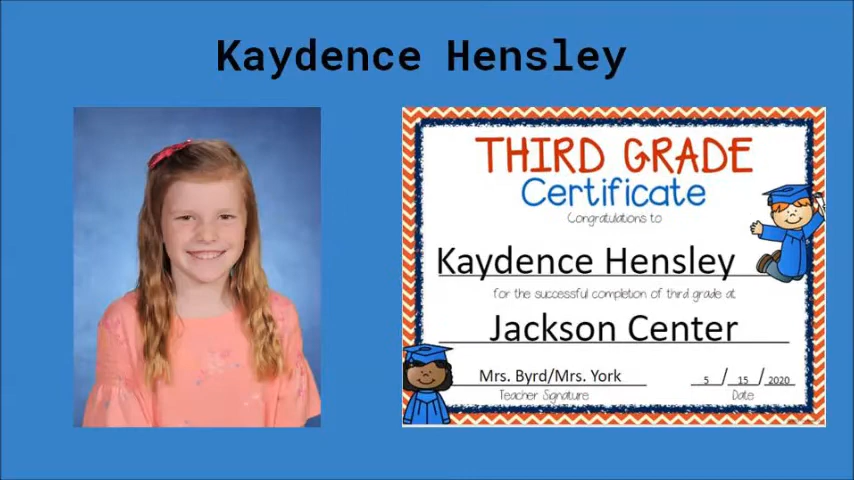 Kaydence Hensley
THIRD GRADE
Certificate
Congratulations to
Kaydence Hensley
for the successful completion of third grade at
Jackson Center
Mrs. Byrd/Mrs. York 5 / 15 / 2020
Teacher Signature Date